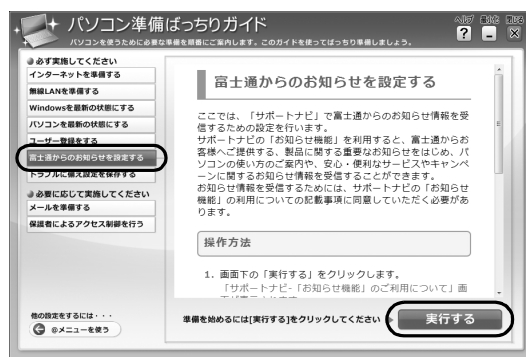 パソコン準備ばっちりガイド
パソコンを使うために必要な準備を順番にご案内します。このガイドを使ってばっちり準備しましょう。
ヘルプ 最小化 閉じる
必ず実施してください
インターネットを準備する
無線LANを準備する
Windowsを最新の状態にする
パソコンを最新の状態にする
ユーザー登録をする
富士通からのお知らせを設定する
トラブルに備え設定を保存する
必要に応じて実施してください
メールを準備する
保護者によるアクセス制御を行う
他の設定をするには・・・
@メニューを使う
富士通からのお知らせを設定する
ここでは、「サポートナビ」で富士通からのお知らせ情報を受
信するための設定を行います。
サポートナビの「お知らせ機能」を利用すると、富士通からお
客様へご提供する、製品に関する重要なお知らせをはじめ、パ
ソコンの使い方のご案内や、安心・便利なサービスやキャンペ
ーンに関するお知らせ情報を受信することができます。
お知らせ情報を受信するためには、サポートナビの「お知らせ
機能」の利用についての記載事項に同意していただく必要があ
ります。
操作方法
1. 画面下の「実行する」をクリックします。
「サポートナビ-「お知らせ機能」のご利用について」画
準備を始めるには[実行する]をクリックしてください
実行する